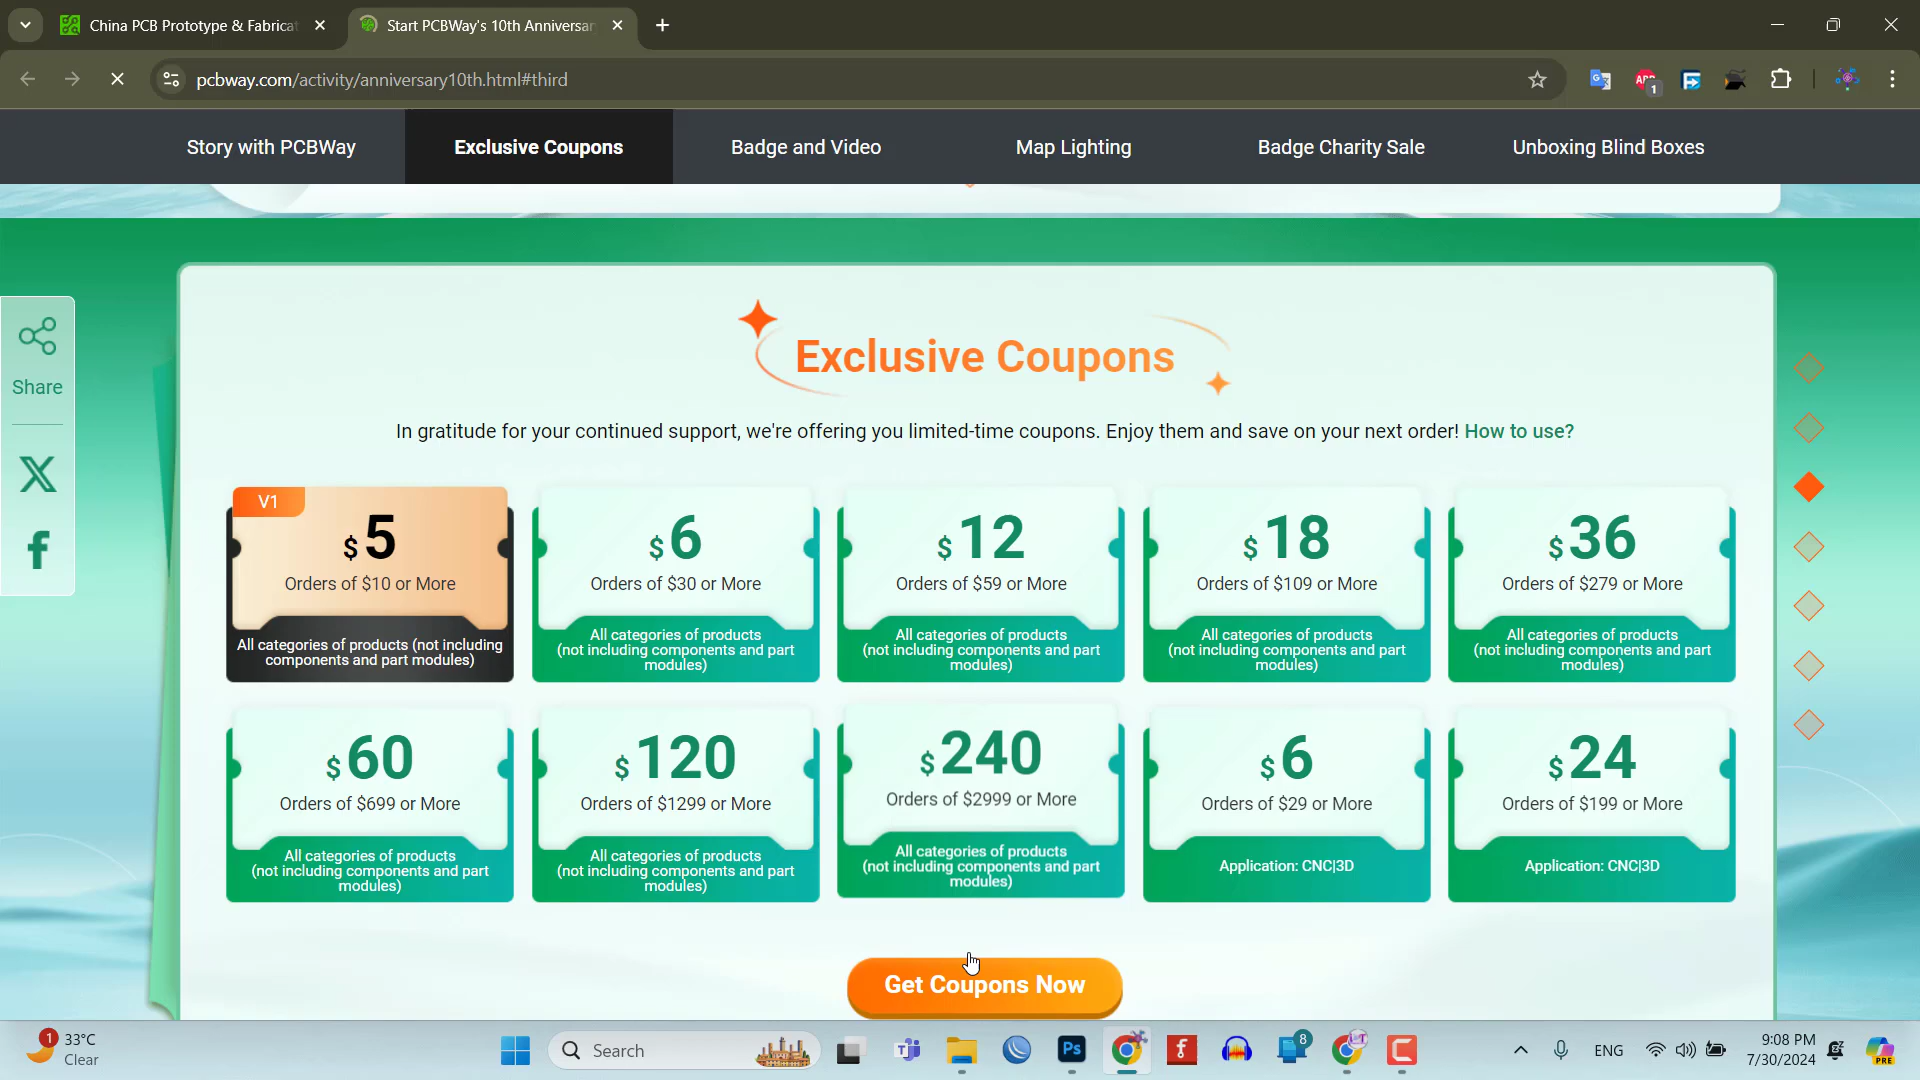 China PCB Prototype & Fabricat
Start PCBWay's 10th Anniversar
pcbway.com/activity/anniversary10th.html#third
ABP
1
Story with PCBWay
Exclusive Coupons
Badge and Video
Map Lighting
Badge Charity Sale
Unboxing Blind Boxes
Share
Exclusive Coupons
In gratitude for your continued support, we're offering you limited-time coupons. Enjoy them and save on your next order! How to use?
V1
$5
Orders of $10 or More
All categories of products (not including
components and part modules)
$6
Orders of $30 or More
All categories of products
(not including components and part
modules)
$12
Orders of $59 or More
All categories of products
(not including components and part
modules)
$18
Orders of $109 or More
All categories of products
(not including components and part
modules)
$36
Orders of $279 or More
All categories of products
(not including components and part
modules)
$60
Orders of $699 or More
All categories of products
(not including components and part
modules)
$120
Orders of $1299 or More
All categories of products
(not including components and part
modules)
$240
Orders of $2999 or More
All categories of products
(not including components and part
modules)
$6
Orders of $29 or More
Application: CNC|3D
$24
Orders of $199 or More
Application: CNC|3D
Get Coupons Now
1
33°C
Clear
Search
Ps
8
ENG
9:08 PM
7/30/2024
PRE